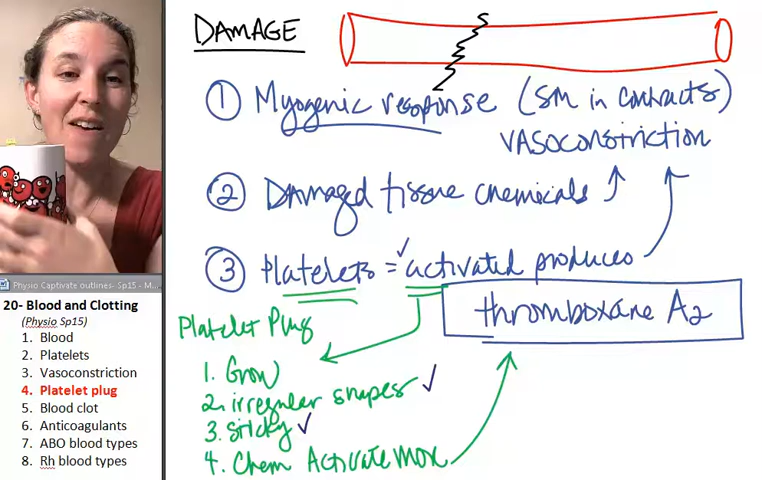 DAMAGE
① Myogenic response (SM in contracts)
VASOCONSTRICTION
② Damaged tissue chemicals ↑
③ Platelets = activated produces
thromboxane A2
Platelet Plug
1. Grow
2. irregular shapes ✓
3. Sticky ✓
4. Chem Activate more
Physio Captivate outlines- Sp15 - M...
20- Blood and Clotting
(Physio Sp15)
1. Blood
2. Platelets
3. Vasoconstriction
4. Platelet plug
5. Blood clot
6. Anticoagulants
7. ABO blood types
8. Rh blood types